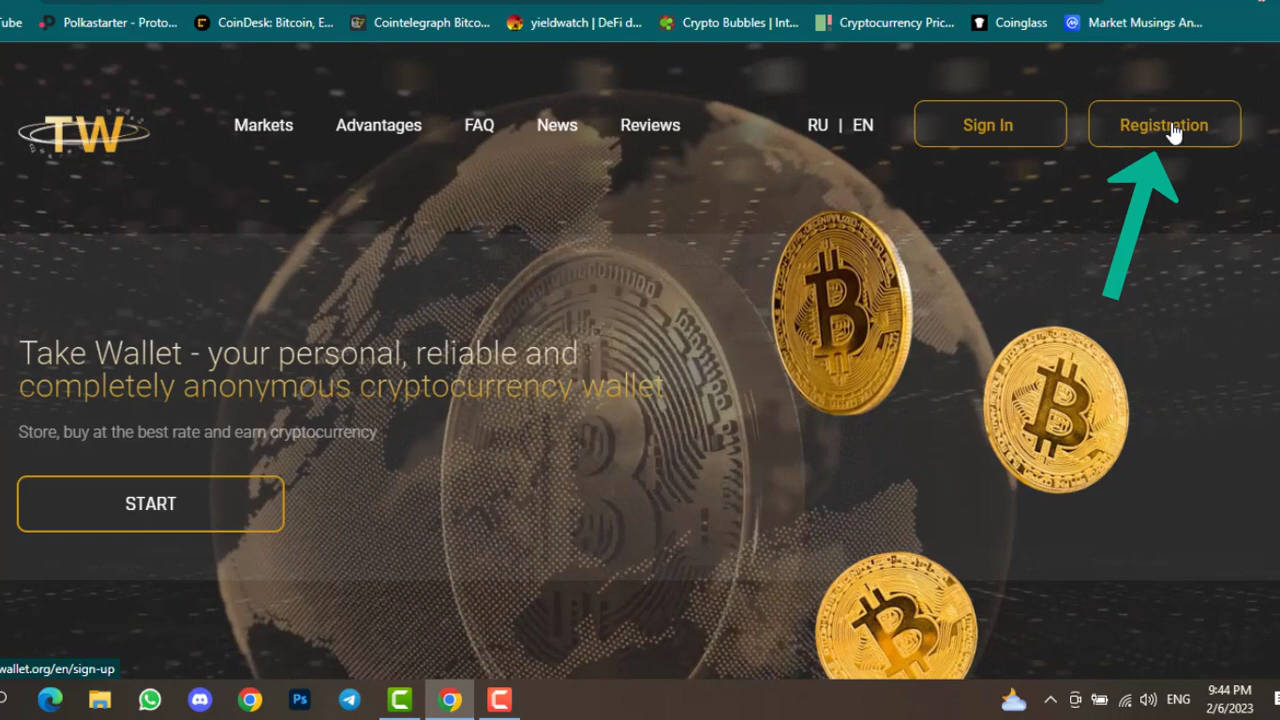 ube
Polkastarter - Proto...
CoinDesk: Bitcoin, E...
Cointelegraph Bitco...
yieldwatch | DeFi d...
Crypto Bubbles | Int...
Cryptocurrency Pric...
Coinglass
Market Musings An...
TW
Markets
Advantages
FAQ
News
Reviews
RU | EN
Sign In
Registration
Take Wallet - your personal, reliable and
completely anonymous cryptocurrency wallet
Store, buy at the best rate and earn cryptocurrency
START
wallet.org/en/sign-up
Ps
ENG
9:44 PM
2/6/2023